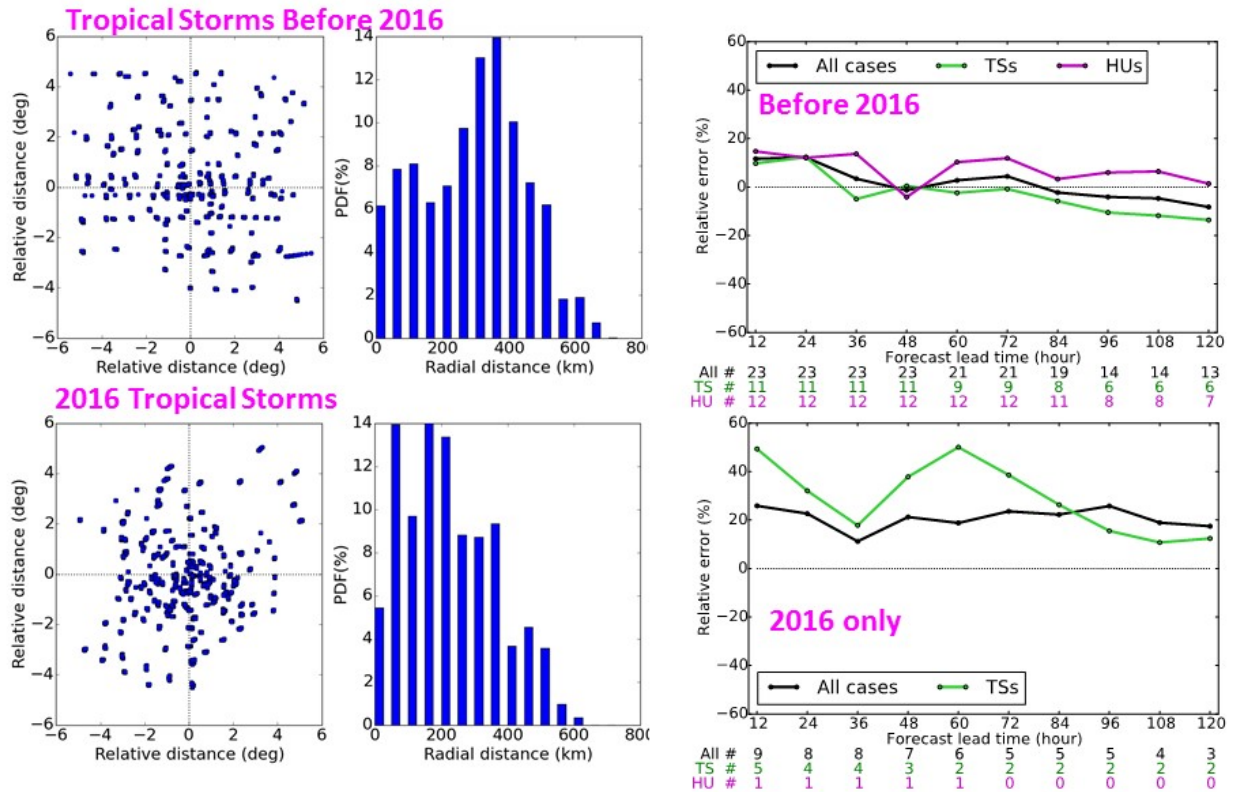 Tropical Storms Before 2016
6
4
2
0
−2
−4
−6
Relative distance (deg)
−6 −4 −2 0 2 4 6
Relative distance (deg)
14
12
10
8
6
4
2
0
PDF(%)
0 200 400 600 80
Radial distance (km)
60
40
20
0
−20
−40
−60
Relative error (%)
All cases TSs HUs
Before 2016
12 24 36 48 60 72 84 96 108 120
Forecast lead time (hour)
All # 23 23 23 23 21 21 19 14 14 13
TS # 11 11 11 11 9 9 8 6 6 6
HU # 12 12 12 12 12 12 11 8 8 7
2016 Tropical Storms
6
4
2
0
−2
−4
−6
Relative distance (deg)
−6 −4 −2 0 2 4 6
Relative distance (deg)
14
12
10
8
6
4
2
0
PDF(%)
0 200 400 600 800
Radial distance (km)
60
40
20
0
−20
−40
−60
Relative error (%)
2016 only
All cases TSs
12 24 36 48 60 72 84 96 108 120
Forecast lead time (hour)
All # 9 8 8 7 6 5 5 5 4 3
TS # 5 4 4 3 2 2 2 2 2 2
HU # 1 1 1 1 1 0 0 0 0 0